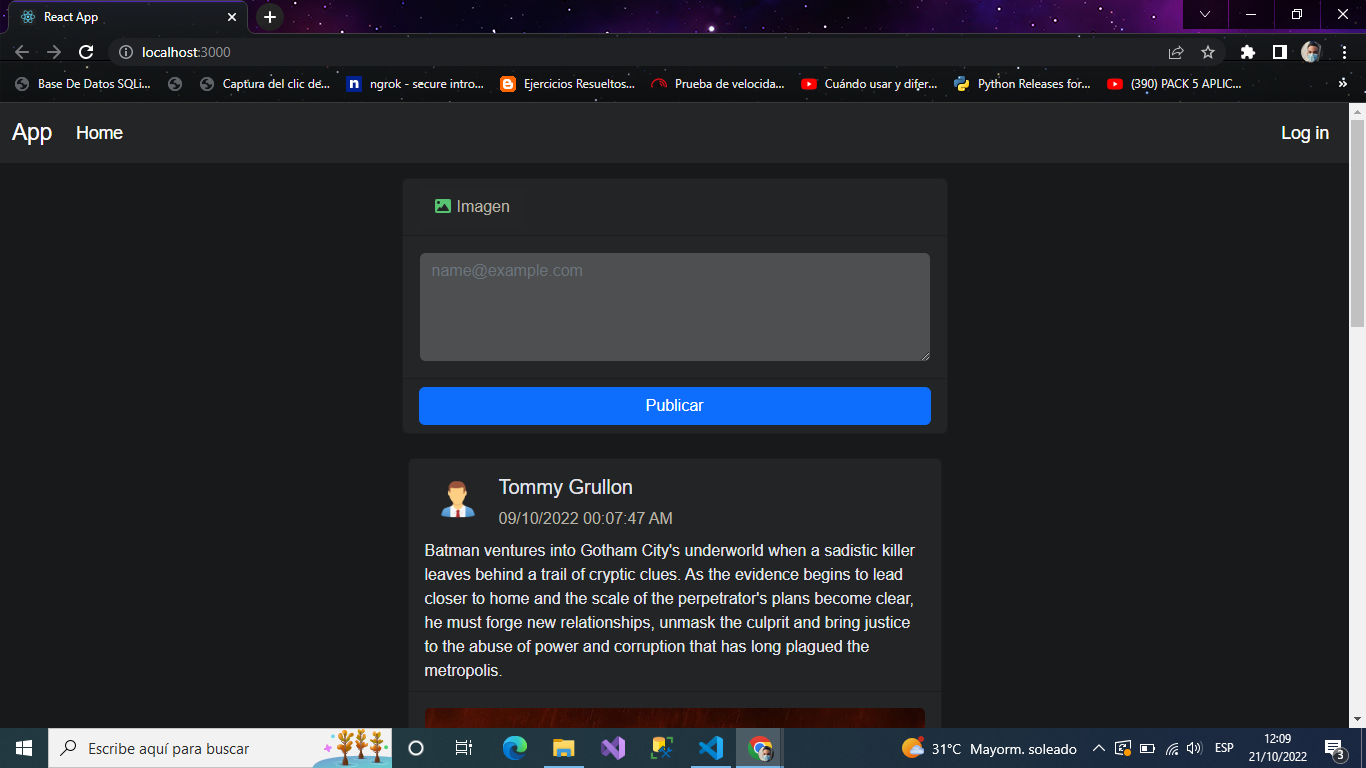 React App
localhost:3000
Base De Datos SQLi... Captura del clic de... ngrok - secure intro... Ejercicios Resueltos... Prueba de velocida... Cuándo usar y difer... Python Releases for... (390) PACK 5 APLIC... »
App Home Log in
Imagen
name@example.com
Publicar
Tommy Grullon
09/10/2022 00:07:47 AM
Batman ventures into Gotham City's underworld when a sadistic killer
leaves behind a trail of cryptic clues. As the evidence begins to lead
closer to home and the scale of the perpetrator's plans become clear,
he must forge new relationships, unmask the culprit and bring justice
to the abuse of power and corruption that has long plagued the
metropolis.
Escribe aquí para buscar
31°C Mayorm. soleado
ESP
12:09
21/10/2022
3